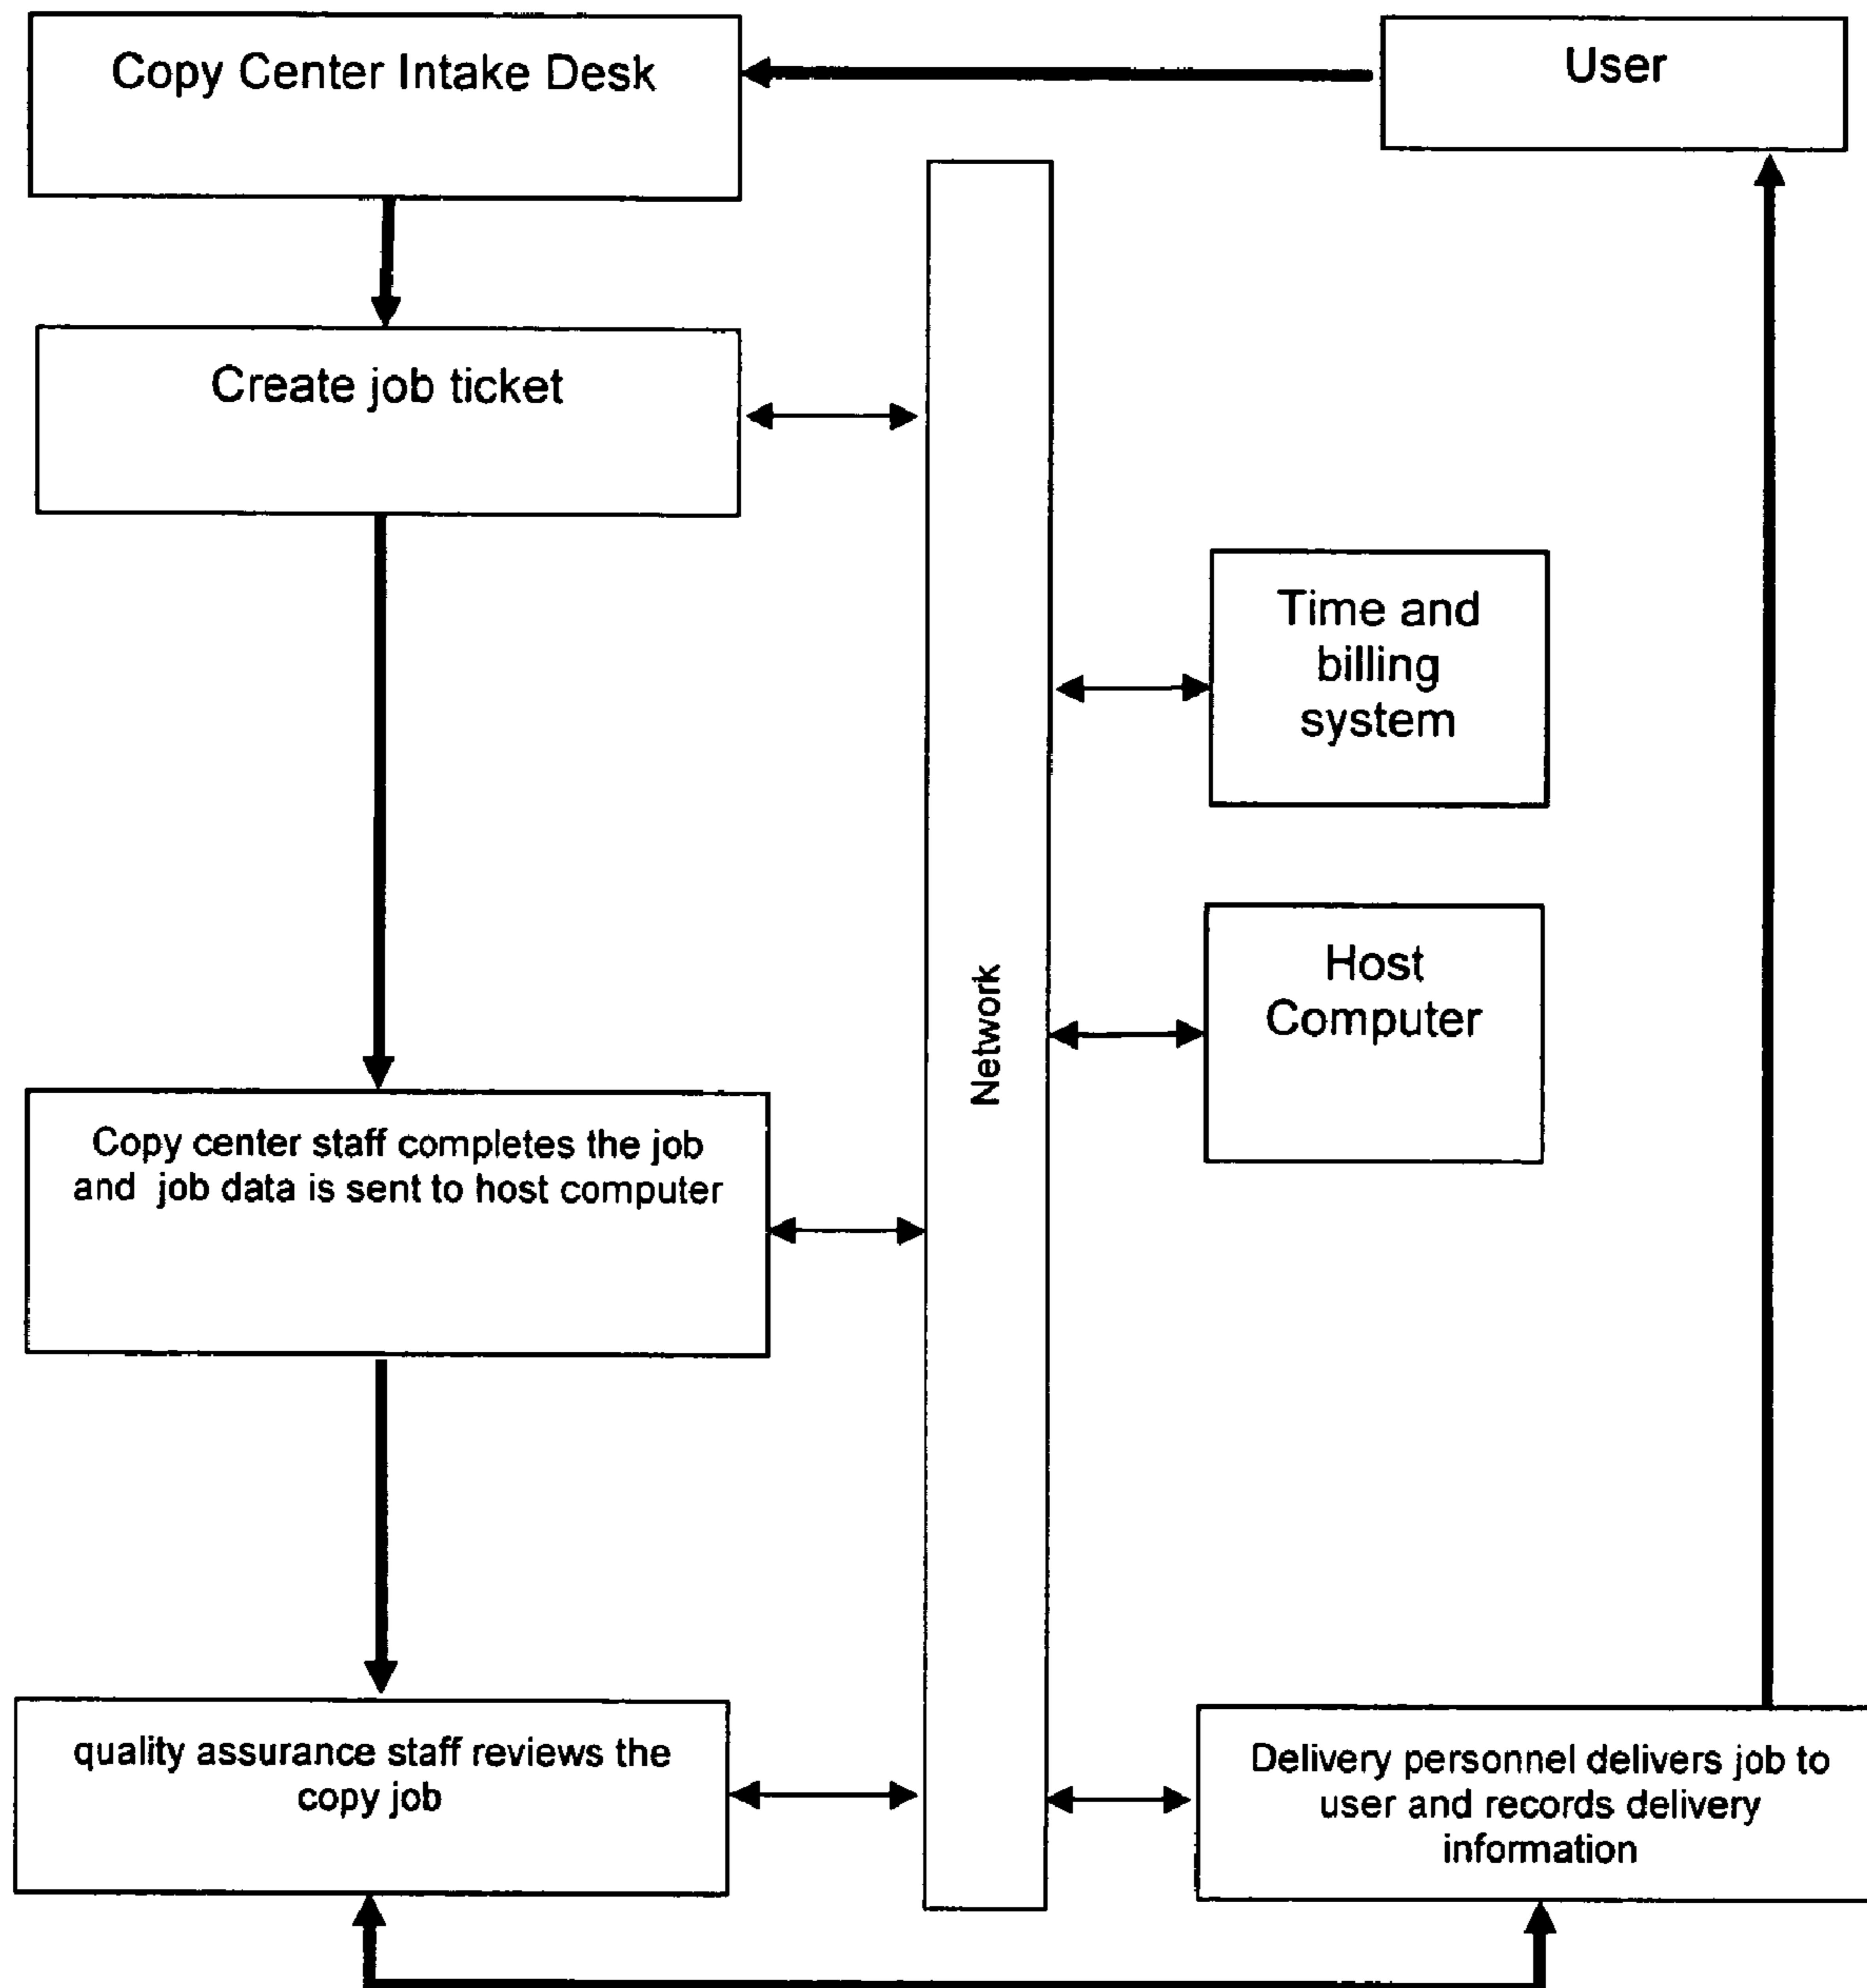 Copy Center Intake Desk
User
Create job ticket
Time and
billing
system
Host
Computer
Network
Copy center staff completes the job
and job data is sent to host computer
quality assurance staff reviews the
copy job
Delivery personnel delivers job to
user and records delivery
information